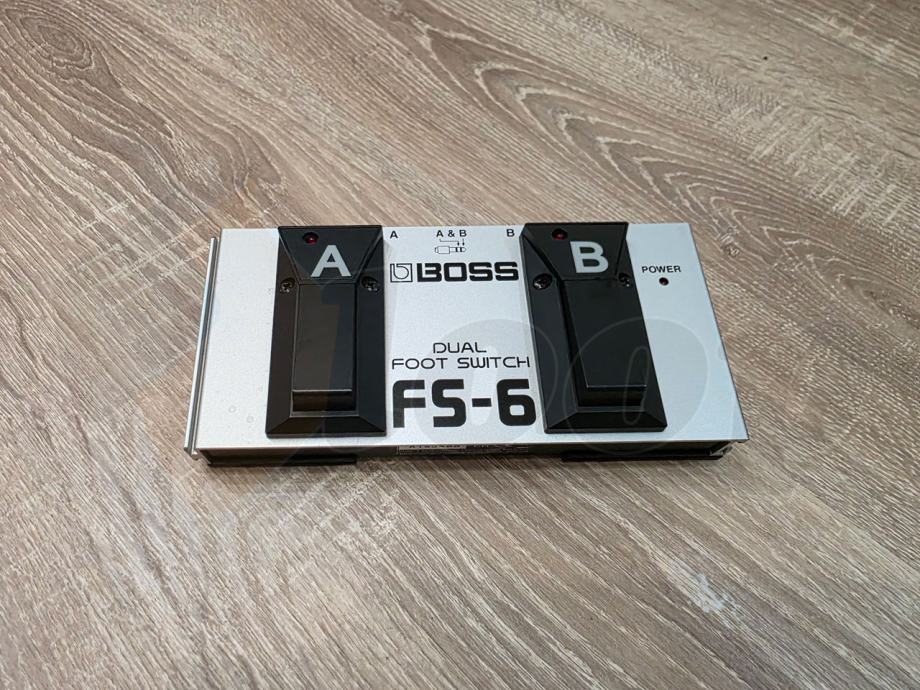 A A & B B
A B
BOSS
POWER
DUAL
FOOT SWITCH
FS-6